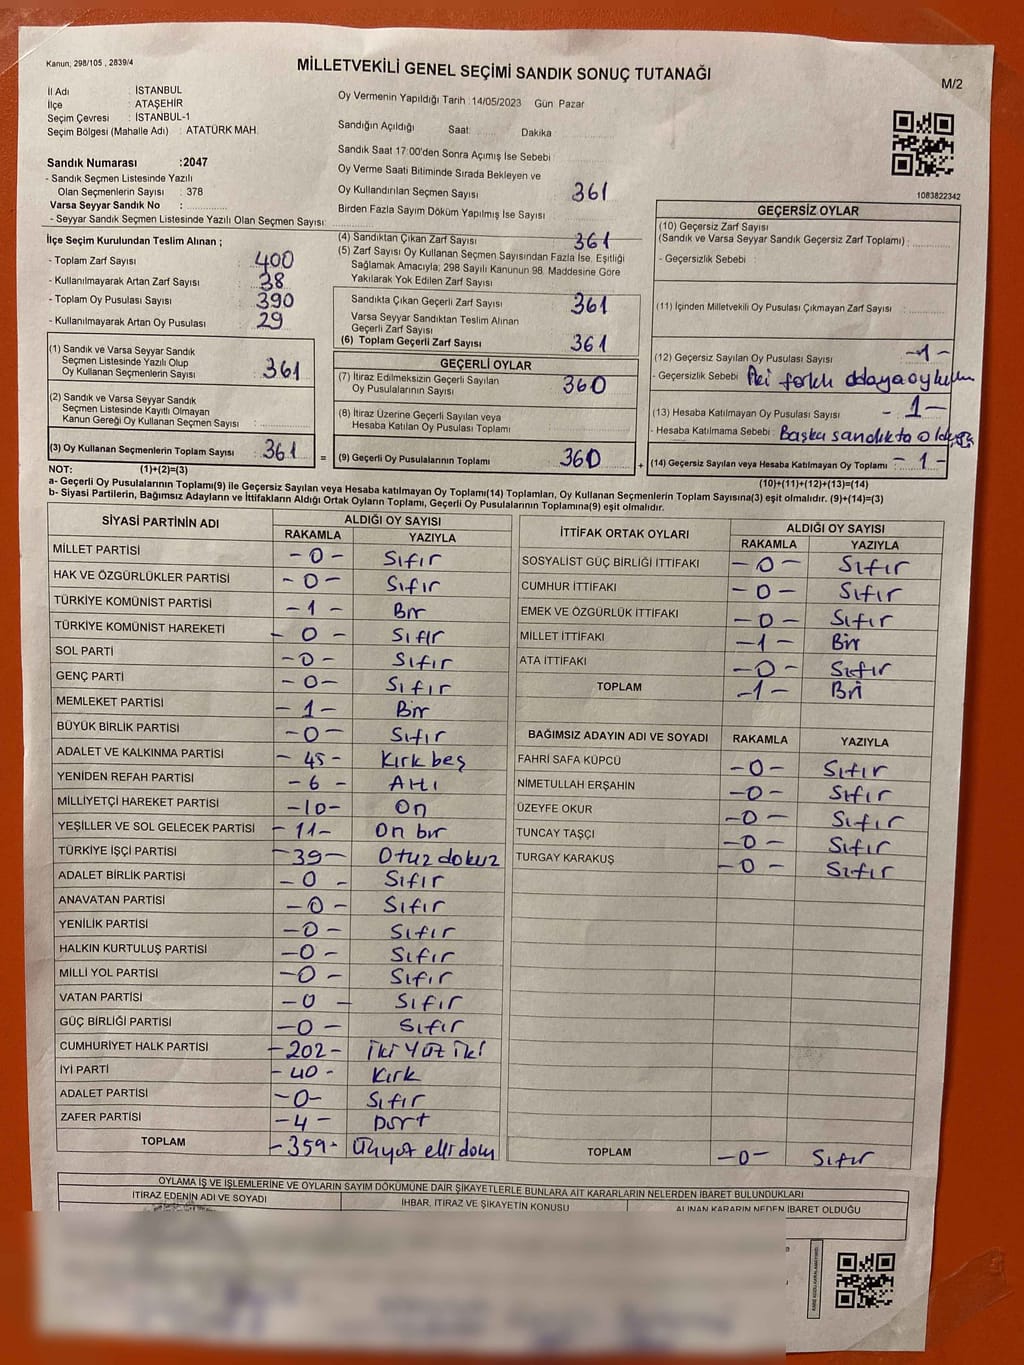 Kanun, 298/105 , 2839/4
MİLLETVEKİLİ GENEL SEÇİMİ SANDIK SONUÇ TUTANAĞI
M/2
İl Adı : İSTANBUL
İlçe : ATAŞEHİR
Seçim Çevresi : İSTANBUL-1
Seçim Bölgesi (Mahalle Adı) : ATATÜRK MAH.
Sandık Numarası :2047
- Sandık Seçmen Listesinde Yazılı
Olan Seçmenlerin Sayısı : 378
Varsa Seyyar Sandık No :
- Seyyar Sandık Seçmen Listesinde Yazılı Olan Seçmen Sayısı:
Oy Vermenin Yapıldığı Tarih :14/05/2023 Gün: Pazar
Sandığın Açıldığı Saat: Dakika
Sandık Saat 17:00'den Sonra Açımış İse Sebebi
Oy Verme Saati Bitiminde Sırada Bekleyen ve
Oy Kullandırılan Seçmen Sayısı 361
Birden Fazla Sayım Döküm Yapılmış İse Sayısı
1083822342
İlçe Seçim Kurulundan Teslim Alınan ;
- Toplam Zarf Sayısı : 400
- Kullanılmayarak Artan Zarf Sayısı : 38
- Toplam Oy Pusulası Sayısı : 390
- Kullanılmayarak Artan Oy Pusulası : 29
(4) Sandıktan Çıkan Zarf Sayısı 361
(5) Zarf Sayısı Oy Kullanan Seçmen Sayısından Fazla İse, Eşitliği
Sağlamak Amacıyla; 298 Sayılı Kanunun 98. Maddesine Göre
Yakılarak Yok Edilen Zarf Sayısı
Sandıkta Çıkan Geçerli Zarf Sayısı 361
Varsa Seyyar Sandıktan Teslim Alınan
Geçerli Zarf Sayısı
(6) Toplam Geçerli Zarf Sayısı 361
GEÇERSİZ OYLAR
(10) Geçersiz Zarf Sayısı
(Sandık ve Varsa Seyyar Sandık Geçersiz Zarf Toplamı) :
- Geçersizlik Sebebi :
(11) İçinden Milletvekili Oy Pusulası Çıkmayan Zarf Sayısı :
(12) Geçersiz Sayılan Oy Pusulası Sayısı -1-
- Geçersizlik Sebebi : İki farklı adaya oy
(13) Hesaba Katılmayan Oy Pusulası Sayısı - 1 -
- Hesaba Katılmama Sebebi : Başka sandıkta
(14) Geçersiz Sayılan veya Hesaba Katılmayan Oy Toplamı - 1 -
(10)+(11)+(12)+(13)=(14)
(1) Sandık ve Varsa Seyyar Sandık
Seçmen Listesinde Yazılı Olup
Oy Kullanan Seçmenlerin Sayısı : 361
(2) Sandık ve Varsa Seyyar Sandık
Seçmen Listesinde Kayıtlı Olmayan
Kanun Gereği Oy Kullanan Seçmen Sayısı :
(3) Oy Kullanan Seçmenlerin Toplam Sayısı : 361 =
GEÇERLİ OYLAR
(7) İtiraz Edilmeksizin Geçerli Sayılan
Oy Pusulalarının Sayısı : 360
(8) İtiraz Üzerine Geçerli Sayılan veya
Hesaba Katılan Oy Pusulası Toplamı :
(9) Geçerli Oy Pusulalarının Toplamı : 360 +
NOT: (1)+(2)=(3)
a- Geçerli Oy Pusulalarının Toplamı(9) ile Geçersiz Sayılan veya Hesaba katılmayan Oy Toplamı(14) Toplamları, Oy Kullanan Seçmenlerin Toplam Sayısına(3) eşit olmalıdır. (9)+(14)=(3)
b- Siyasi Partilerin, Bağımsız Adayların ve İttifakların Aldığı Ortak Oyların Toplamı, Geçerli Oy Pusulalarının Toplamına(9) eşit olmalıdır.
SİYASİ PARTİNİN ADI ALDIĞI OY SAYISI
RAKAMLA YAZIYLA
MİLLET PARTİSİ -0- Sıfır
HAK VE ÖZGÜRLÜKLER PARTİSİ -0- Sıfır
TÜRKİYE KOMÜNİST PARTİSİ -1- Bir
TÜRKİYE KOMÜNİST HAREKETİ - 0 - Sıfır
SOL PARTİ -0- Sıfır
GENÇ PARTİ -0- Sıfır
MEMLEKET PARTİSİ - 1- Bir
BÜYÜK BİRLİK PARTİSİ -0- Sıfır
ADALET VE KALKINMA PARTİSİ - 45- Kırk beş
YENİDEN REFAH PARTİSİ -6- Altı
MİLLİYETÇİ HAREKET PARTİSİ -10- On
YEŞİLLER VE SOL GELECEK PARTİSİ -11- On bir
TÜRKİYE İŞÇİ PARTİSİ -39- Otuz dokuz
ADALET BİRLİK PARTİSİ -0 - Sıfır
ANAVATAN PARTİSİ -0- Sıfır
YENİLİK PARTİSİ -0- Sıfır
HALKIN KURTULUŞ PARTİSİ -0- Sıfır
MİLLİ YOL PARTİSİ -0- Sıfır
VATAN PARTİSİ -0 - Sıfır
GÜÇ BİRLİĞİ PARTİSİ -0- Sıfır
CUMHURİYET HALK PARTİSİ -202- İki yüz iki
İYİ PARTİ -40- Kırk
ADALET PARTİSİ -0- Sıfır
ZAFER PARTİSİ -4- Dört
TOPLAM -359-
İTTİFAK ORTAK OYLARI ALDIĞI OY SAYISI
RAKAMLA YAZIYLA
SOSYALİST GÜÇ BİRLİĞİ İTTİFAKI -0- Sıfır
CUMHUR İTTİFAKI -0- Sıfır
EMEK VE ÖZGÜRLÜK İTTİFAKI -0- Sıfır
MİLLET İTTİFAKI -1- Bir
ATA İTTİFAKI -0- Sıfır
TOPLAM -1- Bir
BAĞIMSIZ ADAYIN ADI VE SOYADI RAKAMLA YAZIYLA
FAHRİ SAFA KÜPCÜ -0- Sıfır
NİMETULLAH ERŞAHİN -0- Sıfır
ÜZEYFE OKUR -0- Sıfır
TUNCAY TAŞÇI -0- Sıfır
TURGAY KARAKUŞ -0- Sıfır
TOPLAM -0- Sıfır
OYLAMA İŞ VE İŞLEMLERİNE VE OYLARIN SAYIM DÖKÜMÜNE DAİR ŞİKAYETLERLE BUNLARA AİT KARARLARIN NELERDEN İBARET BULUNDUKLARI
İTİRAZ EDENİN ADI VE SOYADI İHBAR, İTİRAZ VE ŞİKAYETİN KONUSU ALINAN KARARIN NEDEN İBARET OLDUĞU